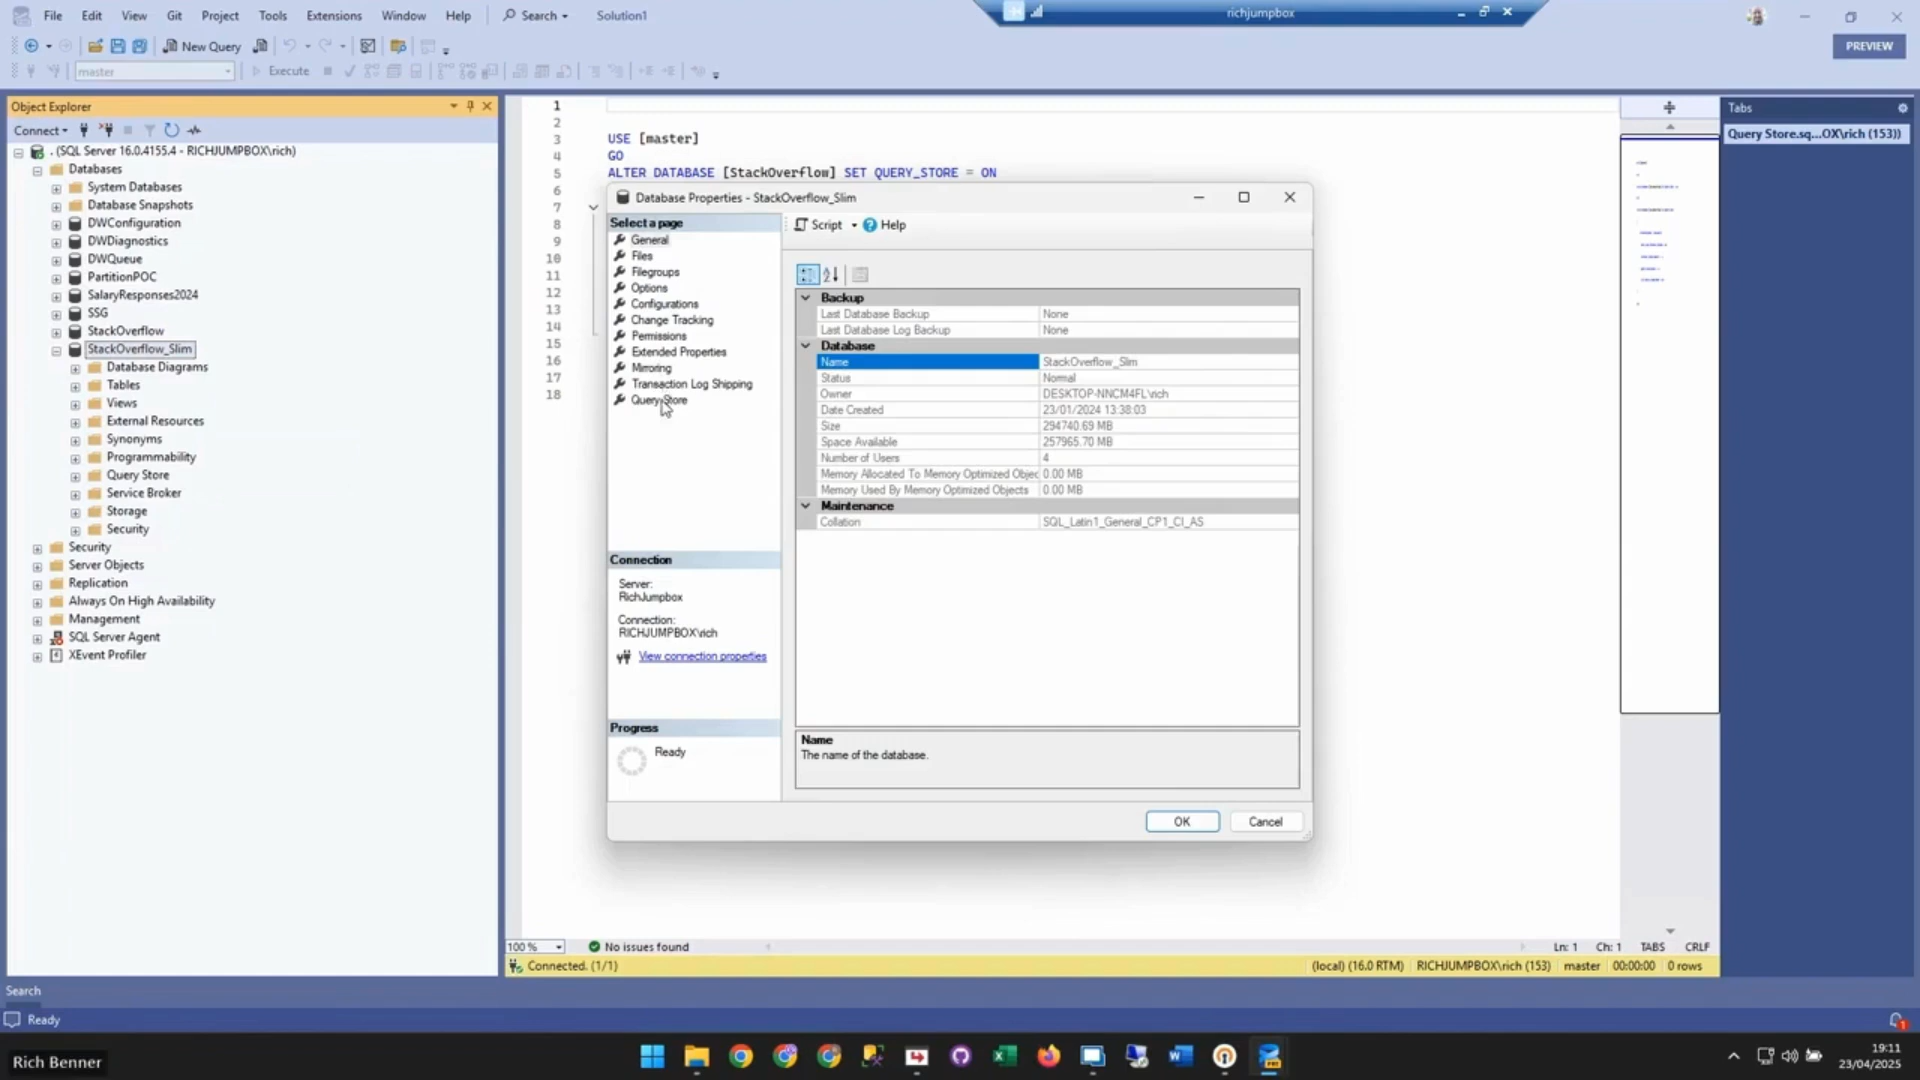 File Edit View Git Project Tools Extensions Window Help Search Solution1
richjumpbox
PREVIEW
New Query
master Execute
Object Explorer
Connect
. (SQL Server 16.0.4155.4 - RICHJUMPBOX\rich)
Databases
System Databases
Database Snapshots
DWConfiguration
DWDiagnostics
DWQueue
PartitionPOC
SalaryResponses2024
SSG
StackOverflow
StackOverflow_Slim
Database Diagrams
Tables
Views
External Resources
Synonyms
Programmability
Query Store
Service Broker
Storage
Security
Security
Server Objects
Replication
Always On High Availability
Management
SQL Server Agent
XEvent Profiler
1
2
3 USE [master]
4 GO
5 ALTER DATABASE [StackOverflow] SET QUERY_STORE = ON
6
7
8
9
10
11
12
13
14
15
16
17
18
Database Properties - StackOverflow_Slim
Select a page
General
Files
Filegroups
Options
Configurations
Change Tracking
Permissions
Extended Properties
Mirroring
Transaction Log Shipping
Query Store
Connection
Server:
RichJumpbox
Connection:
RICHJUMPBOX\rich
View connection properties
Progress
Ready
Script Help
Backup
Last Database Backup None
Last Database Log Backup None
Database
Name StackOverflow_Slim
Status Normal
Owner DESKTOP-NNCM4FL\rich
Date Created 23/01/2024 13:38:03
Size 294740.69 MB
Space Available 257965.70 MB
Number of Users 4
Memory Allocated To Memory Optimized Objec 0.00 MB
Memory Used By Memory Optimized Objects 0.00 MB
Maintenance
Collation SQL_Latin1_General_CP1_CI_AS
Name
The name of the database.
OK Cancel
Tabs
Query Store.sq...OX\rich (153))
100 % No issues found Ln: 1 Ch: 1 TABS CRLF
Connected. (1/1) (local) (16.0 RTM) RICHJUMPBOX\rich (153) master 00:00:00 0 rows
Search
Ready
Rich Benner
19:11
23/04/2025